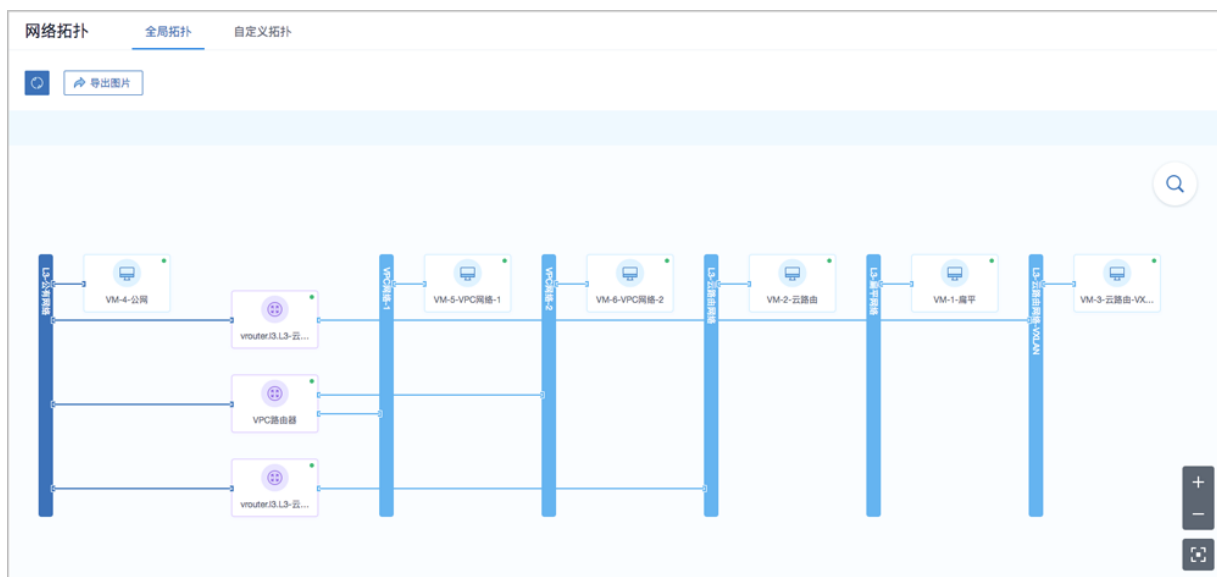 网络拓扑
全局拓扑
自定义拓扑
导出图片
L3-公有网络
VM-4-公网
VPC网络-1
VM-5-VPC网络-1
VPC网络-2
VM-6-VPC网络-2
L3-云路由网络
VM-2-云路由
L3-扁平网络
VM-1-扁平
L3-云路由网络-VXLAN
VM-3-云路由-VX...
vrouter.l3.L3-云...
VPC路由器
vrouter.l3.L3-云...